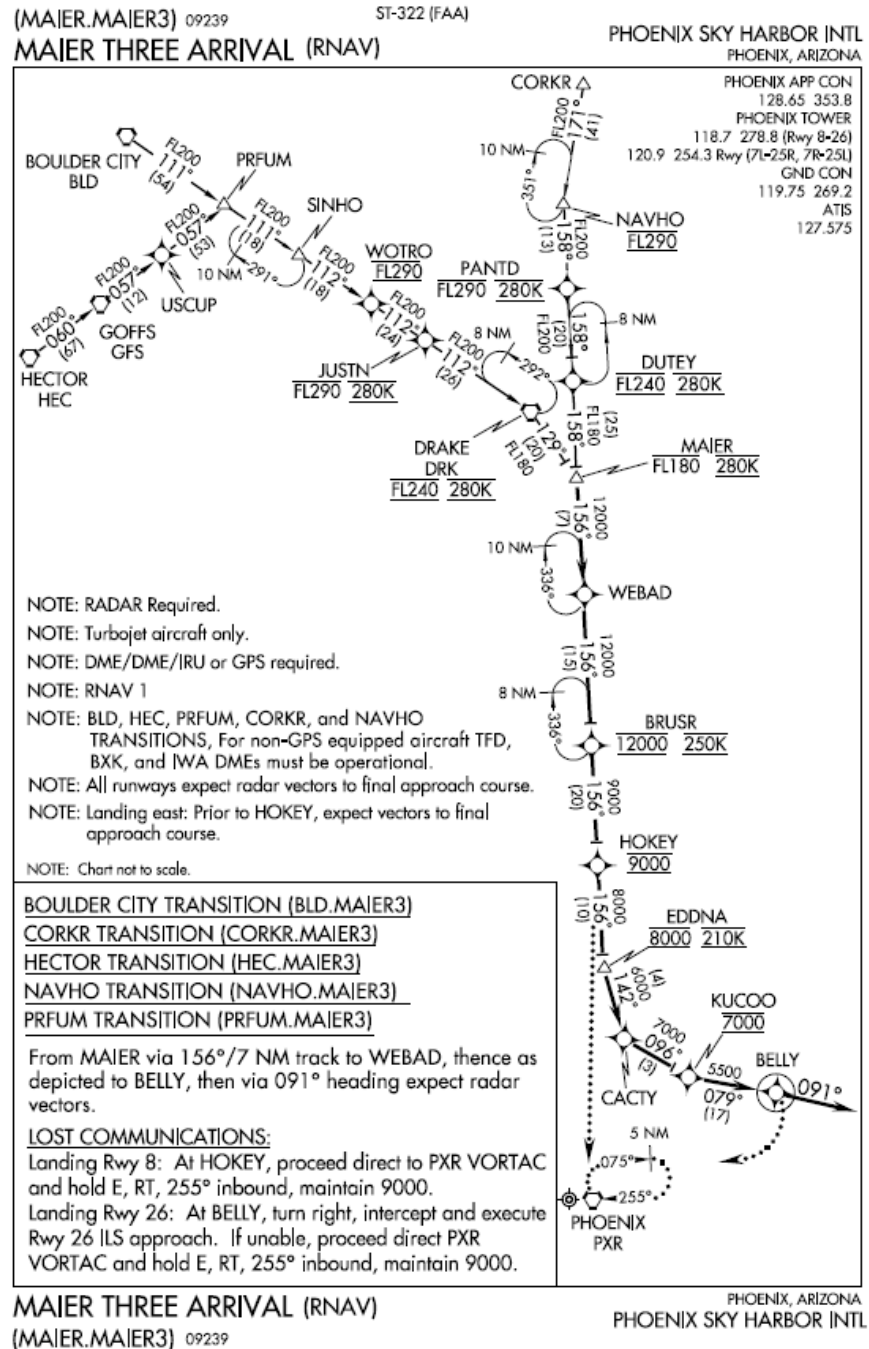 (MAIER.MAIER3) 09239
ST-322 (FAA)
PHOENIX SKY HARBOR INTL
MAIER THREE ARRIVAL (RNAV)
PHOENIX, ARIZONA
PHOENIX APP CON
128.65 353.8
PHOENIX TOWER
118.7 278.8 (Rwy 8-26)
120.9 254.3 Rwy (7L-25R, 7R-25L)
GND CON
119.75 269.2
ATIS
127.575
CORKR
FL200
171°
(14)
10 NM
351°
NAVHO
FL290
FL200
158°
(13)
PANTD
FL290 280K
158°
(20)
FL200
8 NM
DUTEY
FL240 280K
(25)
FL180
158°
BOULDER CITY
BLD
FL200
111°
(54)
PRFUM
FL200
111°
(18)
10 NM
291°
SINHO
FL200
112°
(18)
WOTRO
FL290
FL200
112°
(24)
JUSTN
FL290 280K
FL200
112°
(26)
8 NM
292°
DRAKE
DRK
FL240 280K
129°
(20)
FL180
HECTOR
HEC
FL200
060°
(67)
GOFFS
GFS
FL200
057°
(12)
USCUP
FL200
057°
(53)
MAIER
FL180 280K
12000
156°
(7)
10 NM
336°
WEBAD
12000
156°
(15)
8 NM
336°
BRUSR
12000 250K
9000
156°
(20)
HOKEY
9000
8000
156°
(10)
EDDNA
8000 210K
(4)
6000
142°
CACTY
7000
096°
(3)
KUCOO
7000
5500
079°
(17)
BELLY
091°
5 NM
075°
255°
PHOENIX
PXR
NOTE: RADAR Required.
NOTE: Turbojet aircraft only.
NOTE: DME/DME/IRU or GPS required.
NOTE: RNAV 1
NOTE: BLD, HEC, PRFUM, CORKR, and NAVHO
TRANSITIONS, For non-GPS equipped aircraft TFD,
BXK, and IWA DMEs must be operational.
NOTE: All runways expect radar vectors to final approach course.
NOTE: Landing east: Prior to HOKEY, expect vectors to final
approach course.
NOTE: Chart not to scale.
BOULDER CITY TRANSITION (BLD.MAIER3)
CORKR TRANSITION (CORKR.MAIER3)
HECTOR TRANSITION (HEC.MAIER3)
NAVHO TRANSITION (NAVHO.MAIER3)
PRFUM TRANSITION (PRFUM.MAIER3)
From MAIER via 156°/7 NM track to WEBAD, thence as
depicted to BELLY, then via 091° heading expect radar
vectors.
LOST COMMUNICATIONS:
Landing Rwy 8: At HOKEY, proceed direct to PXR VORTAC
and hold E, RT, 255° inbound, maintain 9000.
Landing Rwy 26: At BELLY, turn right, intercept and execute
Rwy 26 ILS approach. If unable, proceed direct PXR
VORTAC and hold E, RT, 255° inbound, maintain 9000.
MAIER THREE ARRIVAL (RNAV)
(MAIER.MAIER3) 09239
PHOENIX, ARIZONA
PHOENIX SKY HARBOR INTL